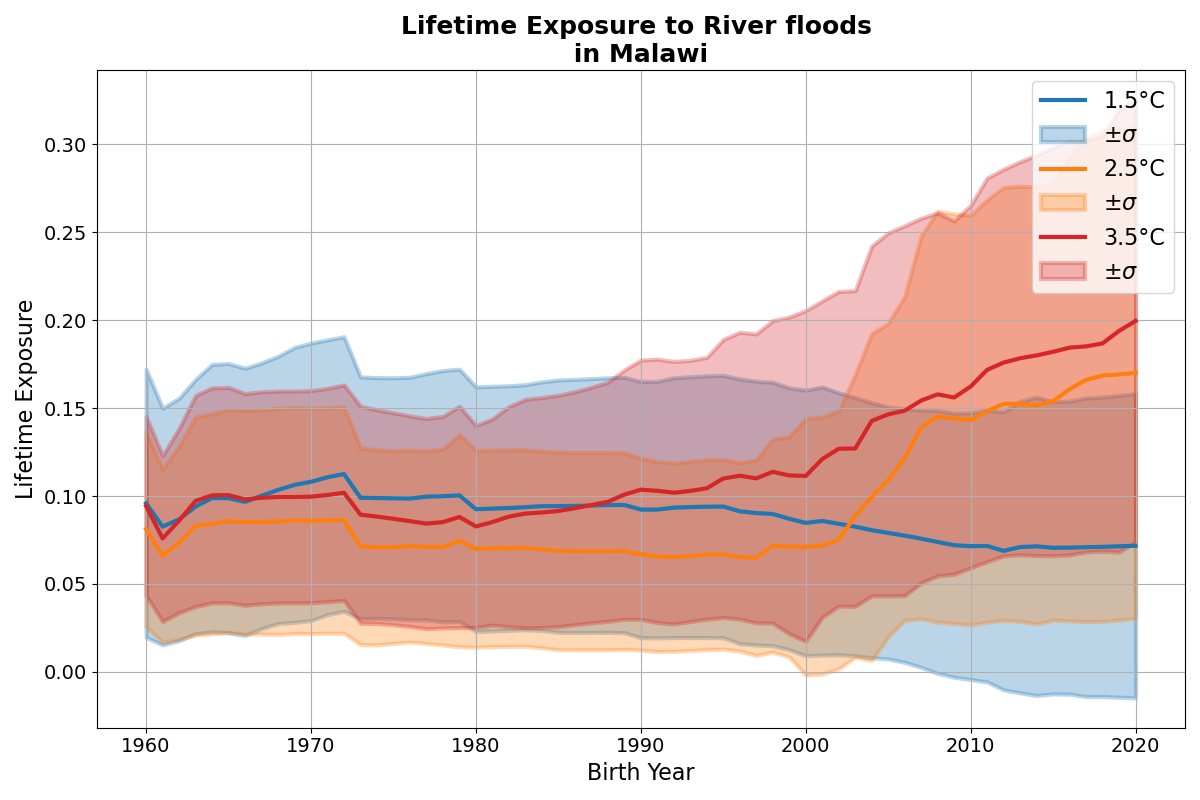 Lifetime Exposure to River floods
in Malawi
1.5°C
±σ
2.5°C
±σ
3.5°C
±σ
Lifetime Exposure
0.30
0.25
0.20
0.15
0.10
0.05
0.00
1960 1970 1980 1990 2000 2010 2020
Birth Year